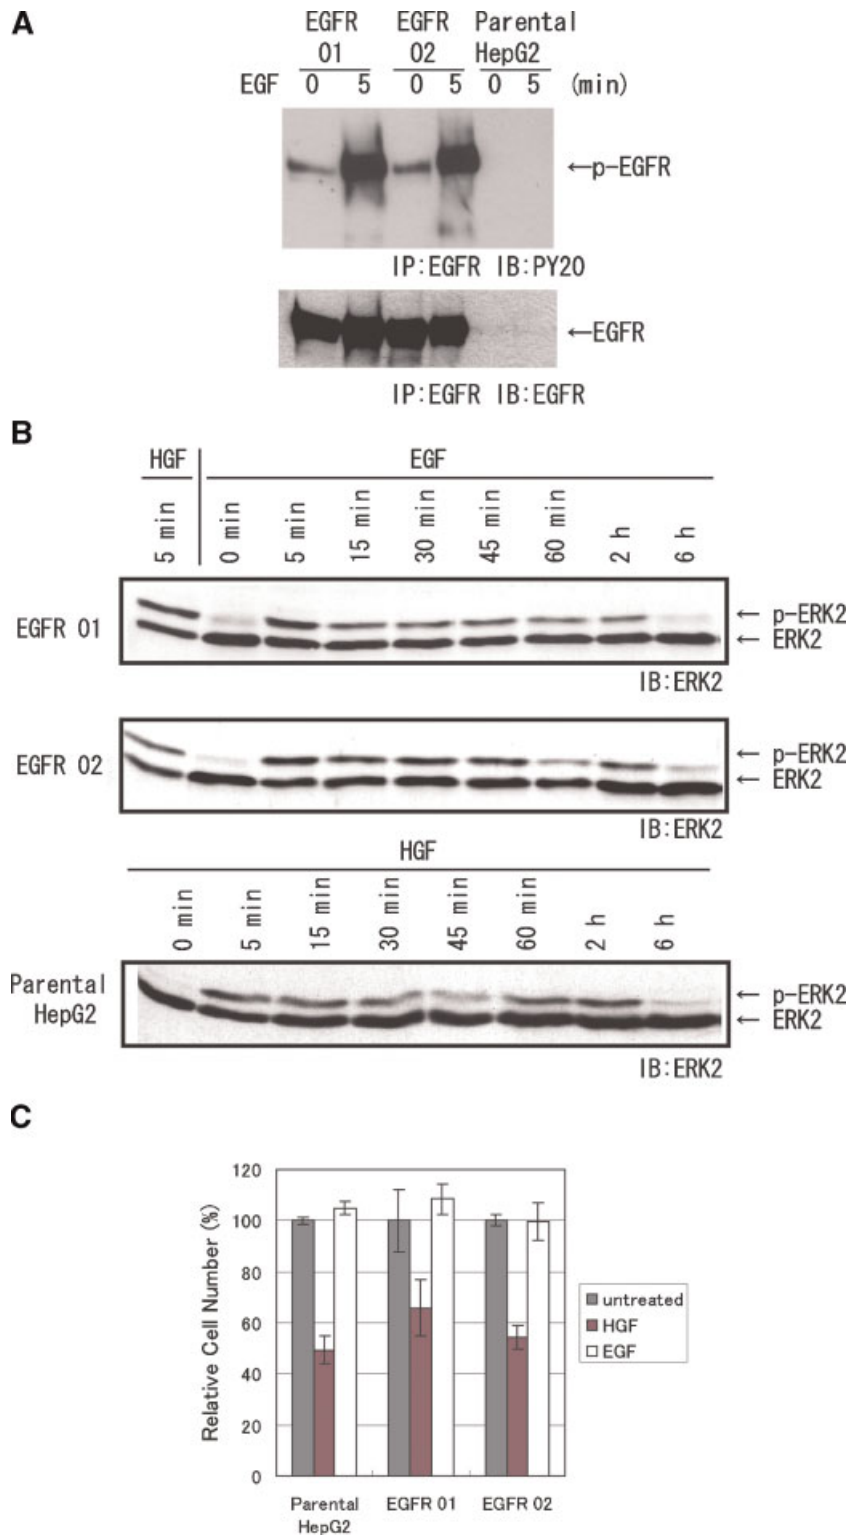 A
EGFR EGFR Parental
01 02 HepG2
EGF 0 5 0 5 0 5 (min)
←p-EGFR
IP:EGFR IB:PY20
←EGFR
IP:EGFR IB:EGFR
B
HGF EGF
5 min 0 min 5 min 15 min 30 min 45 min 60 min 2 h 6 h
EGFR 01
← p-ERK2
← ERK2
IB:ERK2
EGFR 02
← p-ERK2
← ERK2
IB:ERK2
HGF
0 min 5 min 15 min 30 min 45 min 60 min 2 h 6 h
Parental
HepG2
← p-ERK2
← ERK2
IB:ERK2
C
Relative Cell Number (%)
120
100
80
60
40
20
0
untreated
HGF
EGF
Parental EGFR 01 EGFR 02
HepG2